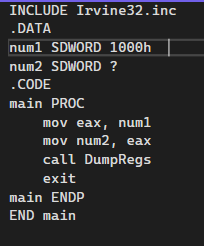 INCLUDE Irvine32.inc
.DATA
num1 SDWORD 1000h
num2 SDWORD ?
.CODE
main PROC
    mov eax, num1
    mov num2, eax
    call DumpRegs
    exit
main ENDP
END main